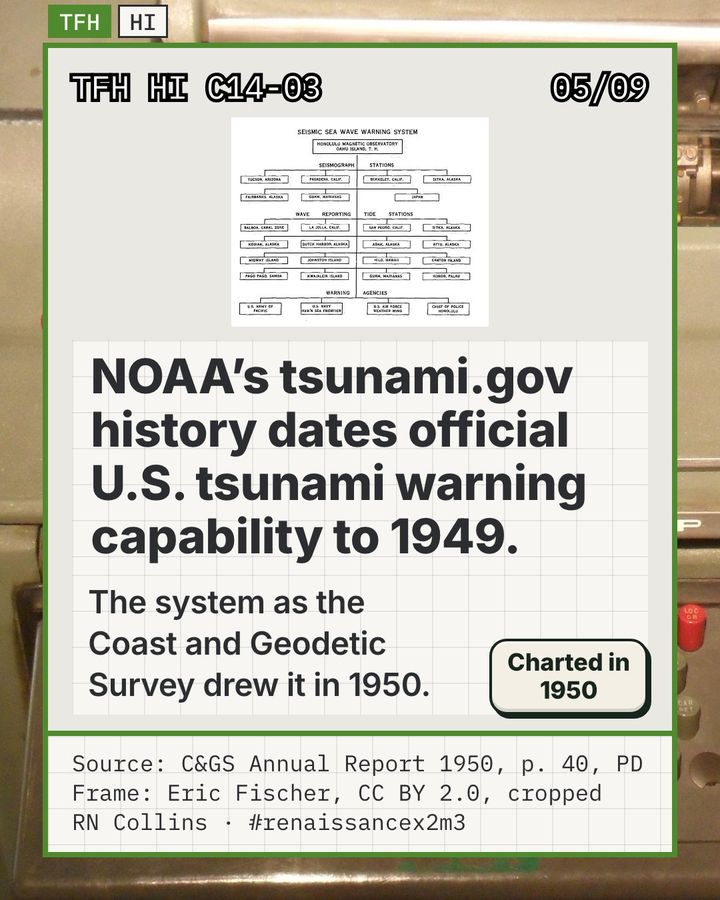 TFH HI
TFH HI C14-03 05/09
SEISMIC SEA WAVE WARNING SYSTEM
HONOLULU MAGNETIC OBSERVATORY
OAHU ISLAND, T. H.
SEISMOGRAPH STATIONS
TUCSON, ARIZONA PASADENA, CALIF. BERKELEY, CALIF. SITKA, ALASKA
FAIRBANKS, ALASKA GUAM, MARIANAS JAPAN
WAVE REPORTING TIDE STATIONS
BALBOA, CANAL ZONE LA JOLLA, CALIF. SAN PEDRO, CALIF. SITKA, ALASKA
KODIAK, ALASKA DUTCH HARBOR, ALASKA ADAK, ALASKA ATTU, ALASKA
MIDWAY ISLAND JOHNSTON ISLAND HILO, HAWAII CANTON ISLAND
PAGO PAGO, SAMOA KWAJALEIN ISLAND GUAM, MARIANAS KOROR, PALAU
WARNING AGENCIES
U.S. ARMY OF U.S. NAVY U.S. AIR FORCE CHIEF OF POLICE
PACIFIC HAW'N SEA FRONTIER WEATHER WING HONOLULU
NOAA’s tsunami.gov
history dates official
U.S. tsunami warning
capability to 1949.
The system as the
Coast and Geodetic
Survey drew it in 1950.
Charted in
1950
Source: C&GS Annual Report 1950, p. 40, PD
Frame: Eric Fischer, CC BY 2.0, cropped
RN Collins · #renaissancex2m3